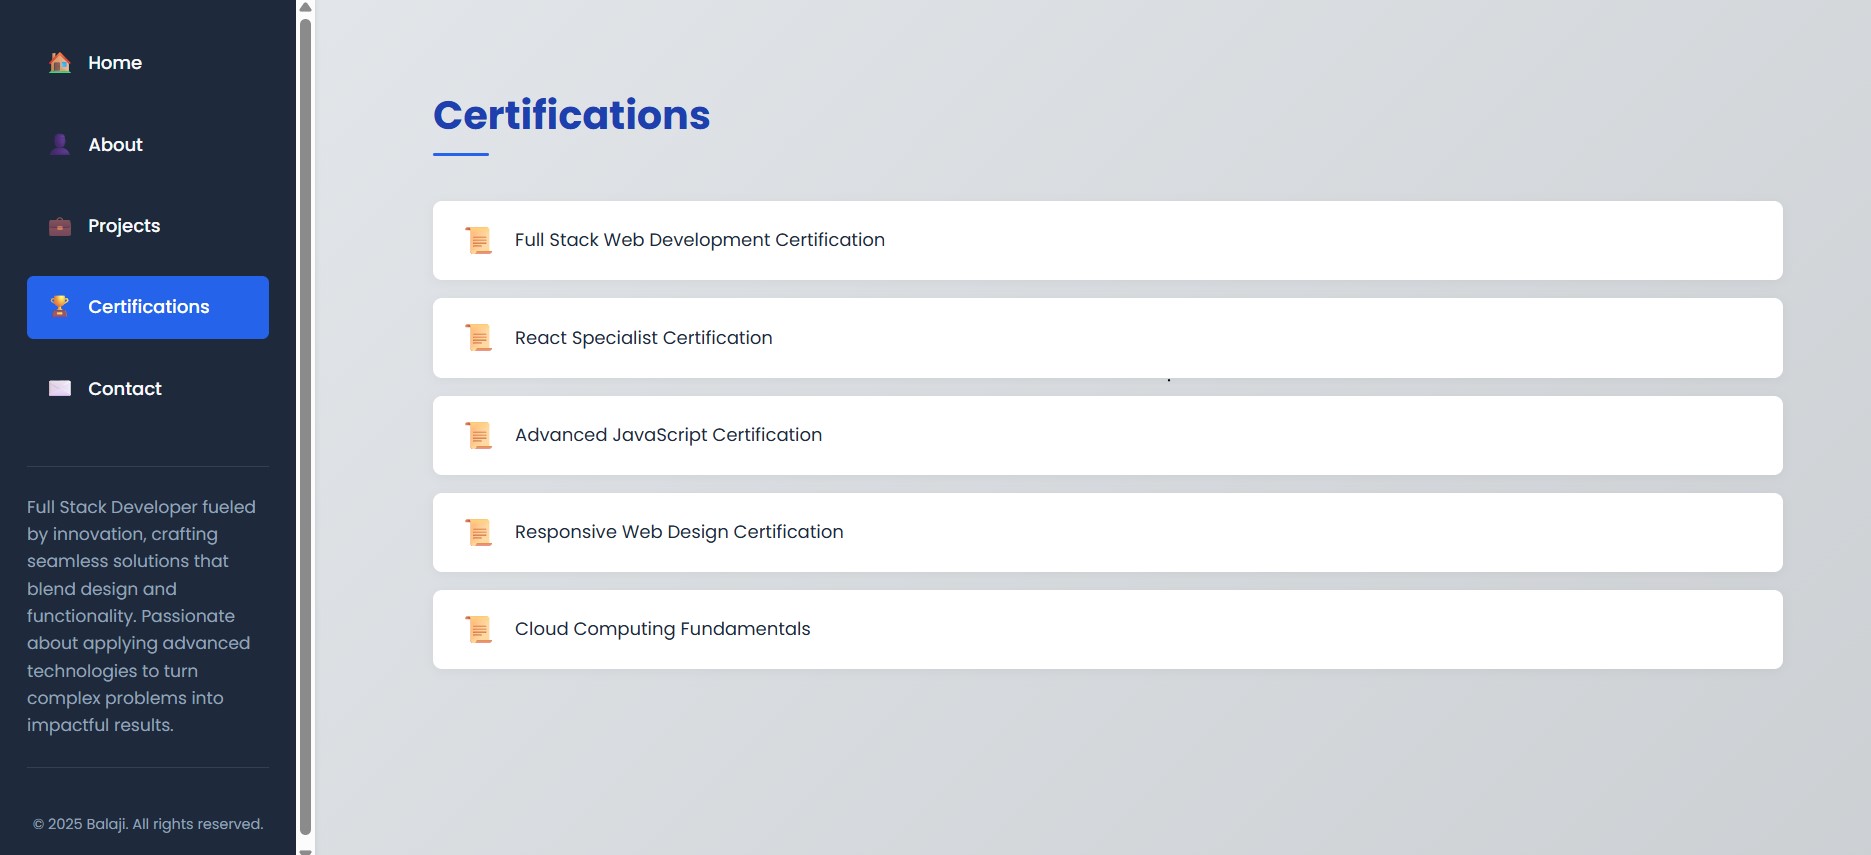 Home
About
Projects
Certifications
Contact
Full Stack Developer fueled
by innovation, crafting
seamless solutions that
blend design and
functionality. Passionate
about applying advanced
technologies to turn
complex problems into
impactful results.
© 2025 Balaji. All rights reserved.
Certifications
Full Stack Web Development Certification
React Specialist Certification
Advanced JavaScript Certification
Responsive Web Design Certification
Cloud Computing Fundamentals